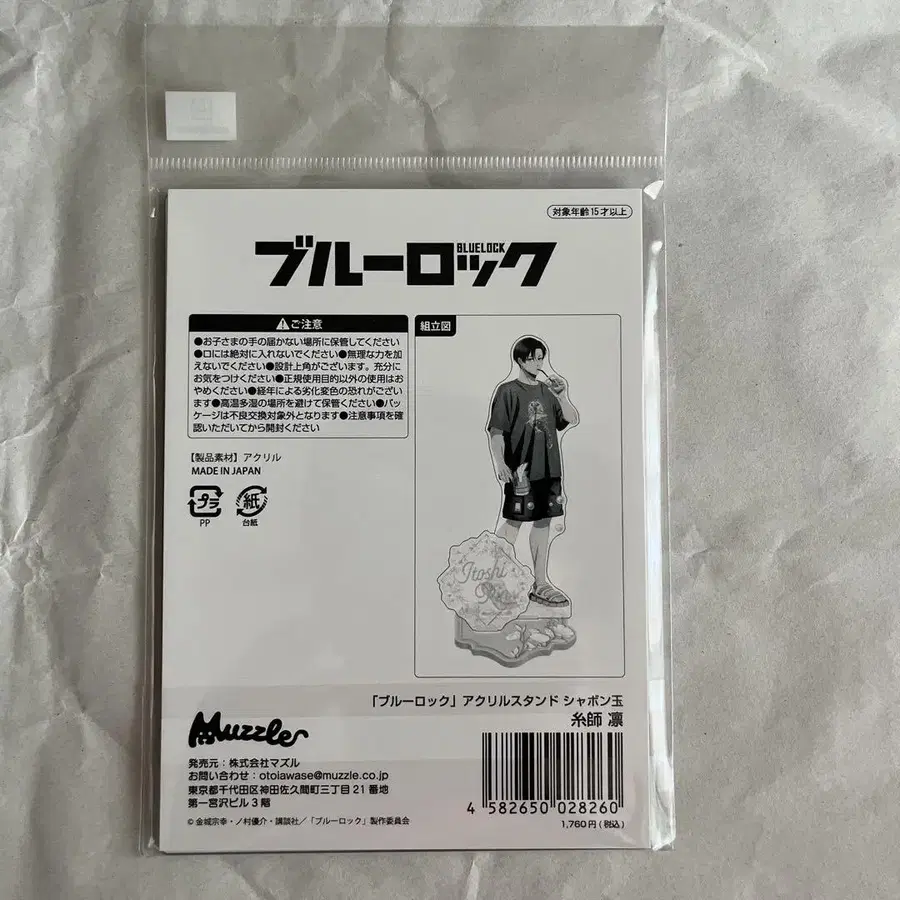 対象年齢15才以上
ブルーロック
BLUELOCK
ご注意
●お子さまの手の届かない場所に保管してください
●口には絶対に入れないでください●無理な力を加
えないでください●設計上角がございます。充分に
お気をつけください●正規使用目的以外の使用はお
やめください●経年による劣化変色の恐れがござい
ます●高温多湿の場所を避けて保管ください●パッ
ケージは不良交換対象外となります●注意事項を確
認いただいてから開封ください
【製品素材】アクリル
MADE IN JAPAN
プラ
PP
紙
台紙
組立図
Itoshi
Rin
「ブルーロック」アクリルスタンド シャボン玉
糸師 凛
Muzzle
発売元：株式会社マズル
お問い合わせ：otoiawase@muzzle.co.jp
東京都千代田区神田佐久間町三丁目21番地
第一宮沢ビル3階
©金城宗幸・ノ村優介・講談社／「ブルーロック」製作委員会
4 582650 028260
1,760円(税込)